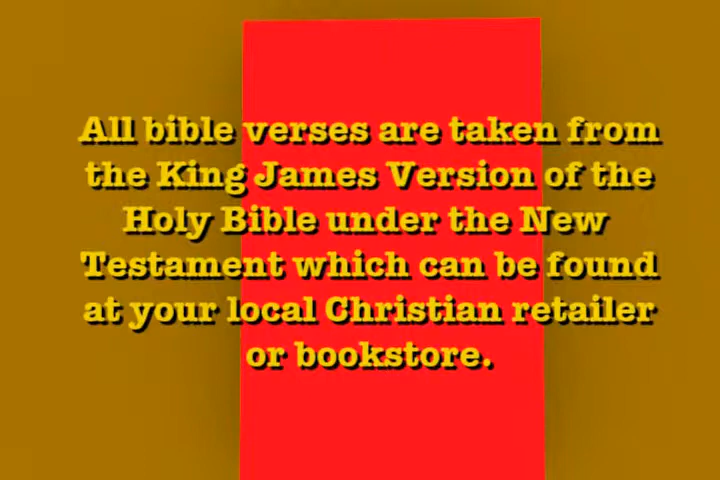 All bible verses are taken from
the King James Version of the
Holy Bible under the New
Testament which can be found
at your local Christian retailer
or bookstore.